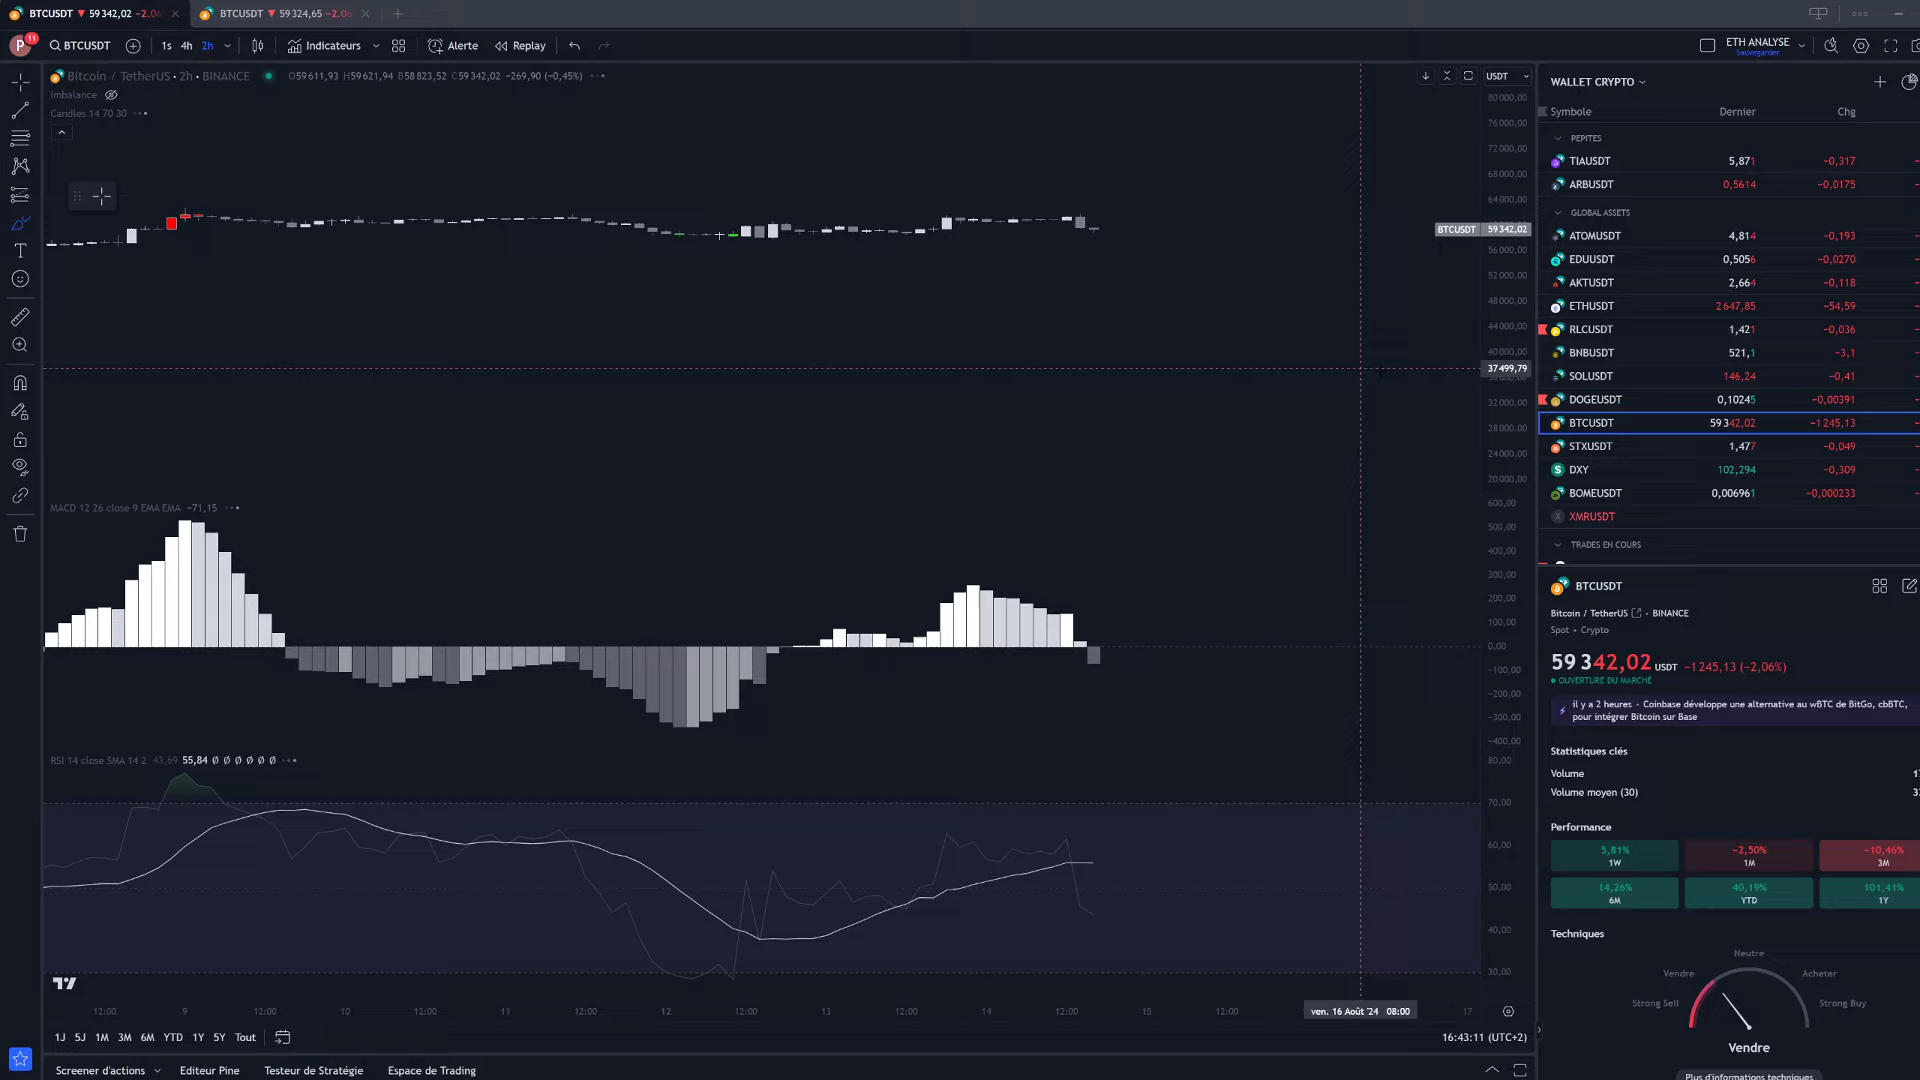 BTCUSDT ▼ 59 342,02 −2.06
BTCUSDT ▼ 59 324,65 −2.06
P 11 BTCUSDT 1s 4h 2h Indicateurs Alerte Replay ETH ANALYSE
Sauvegarder
Bitcoin / TetherUS · 2h · BINANCE O59 611,93 H59 621,94 B58 823,52 C59 342,02 −269,90 (−0,45%)
Imbalance
Candles 14 70 30
USDT
80 000,00
76 000,00
72 000,00
68 000,00
64 000,00
BTCUSDT 59 342,02
56 000,00
52 000,00
48 000,00
44 000,00
40 000,00
37 499,79
32 000,00
28 000,00
24 000,00
20 000,00
MACD 12 26 close 9 EMA EMA −71,15
600,00
500,00
400,00
300,00
200,00
100,00
0,00
−100,00
−200,00
−300,00
−400,00
RSI 14 close SMA 14 2 43,69 55,84 Ø Ø Ø Ø Ø Ø
80,00
70,00
60,00
50,00
40,00
30,00
12:00 9 12:00 10 12:00 11 12:00 12 12:00 13 12:00 14 12:00 15 12:00 ven. 16 Août '24 08:00 17
1J 5J 1M 3M 6M YTD 1Y 5Y Tout 16:43:11 (UTC+2)
Screener d'actions Editeur Pine Testeur de Stratégie Espace de Trading
WALLET CRYPTO
Symbole Dernier Chg
PEPITES
TIAUSDT 5,871 −0,317
ARBUSDT 0,5614 −0,0175
GLOBAL ASSETS
ATOMUSDT 4,814 −0,193
EDUUSDT 0,5056 −0,0270
AKTUSDT 2,664 −0,118
ETHUSDT 2 647,85 −54,59
RLCUSDT 1,421 −0,036
BNBUSDT 521,1 −3,1
SOLUSDT 146,24 −0,41
DOGEUSDT 0,10245 −0,00391
BTCUSDT 59 342,02 −1 245,13
STXUSDT 1,477 −0,049
S DXY 102,294 −0,309
BOMEUSDT 0,006961 −0,000233
X XMRUSDT
TRADES EN COURS
BTCUSDT
Bitcoin / TetherUS · BINANCE
Spot • Crypto
59 342,02 USDT −1 245,13 (−2,06%)
OUVERTURE DU MARCHÉ
il y a 2 heures · Coinbase développe une alternative au wBTC de BitGo, cbBTC,
pour intégrer Bitcoin sur Base
Statistiques clés
Volume
Volume moyen (30)
Performance
5,81% −2,50% −10,46%
1W 1M 3M
14,26% 40,19% 101,41%
6M YTD 1Y
Techniques
Neutre
Vendre Acheter
Strong Sell Strong Buy
Vendre
Plus d'informations techniques